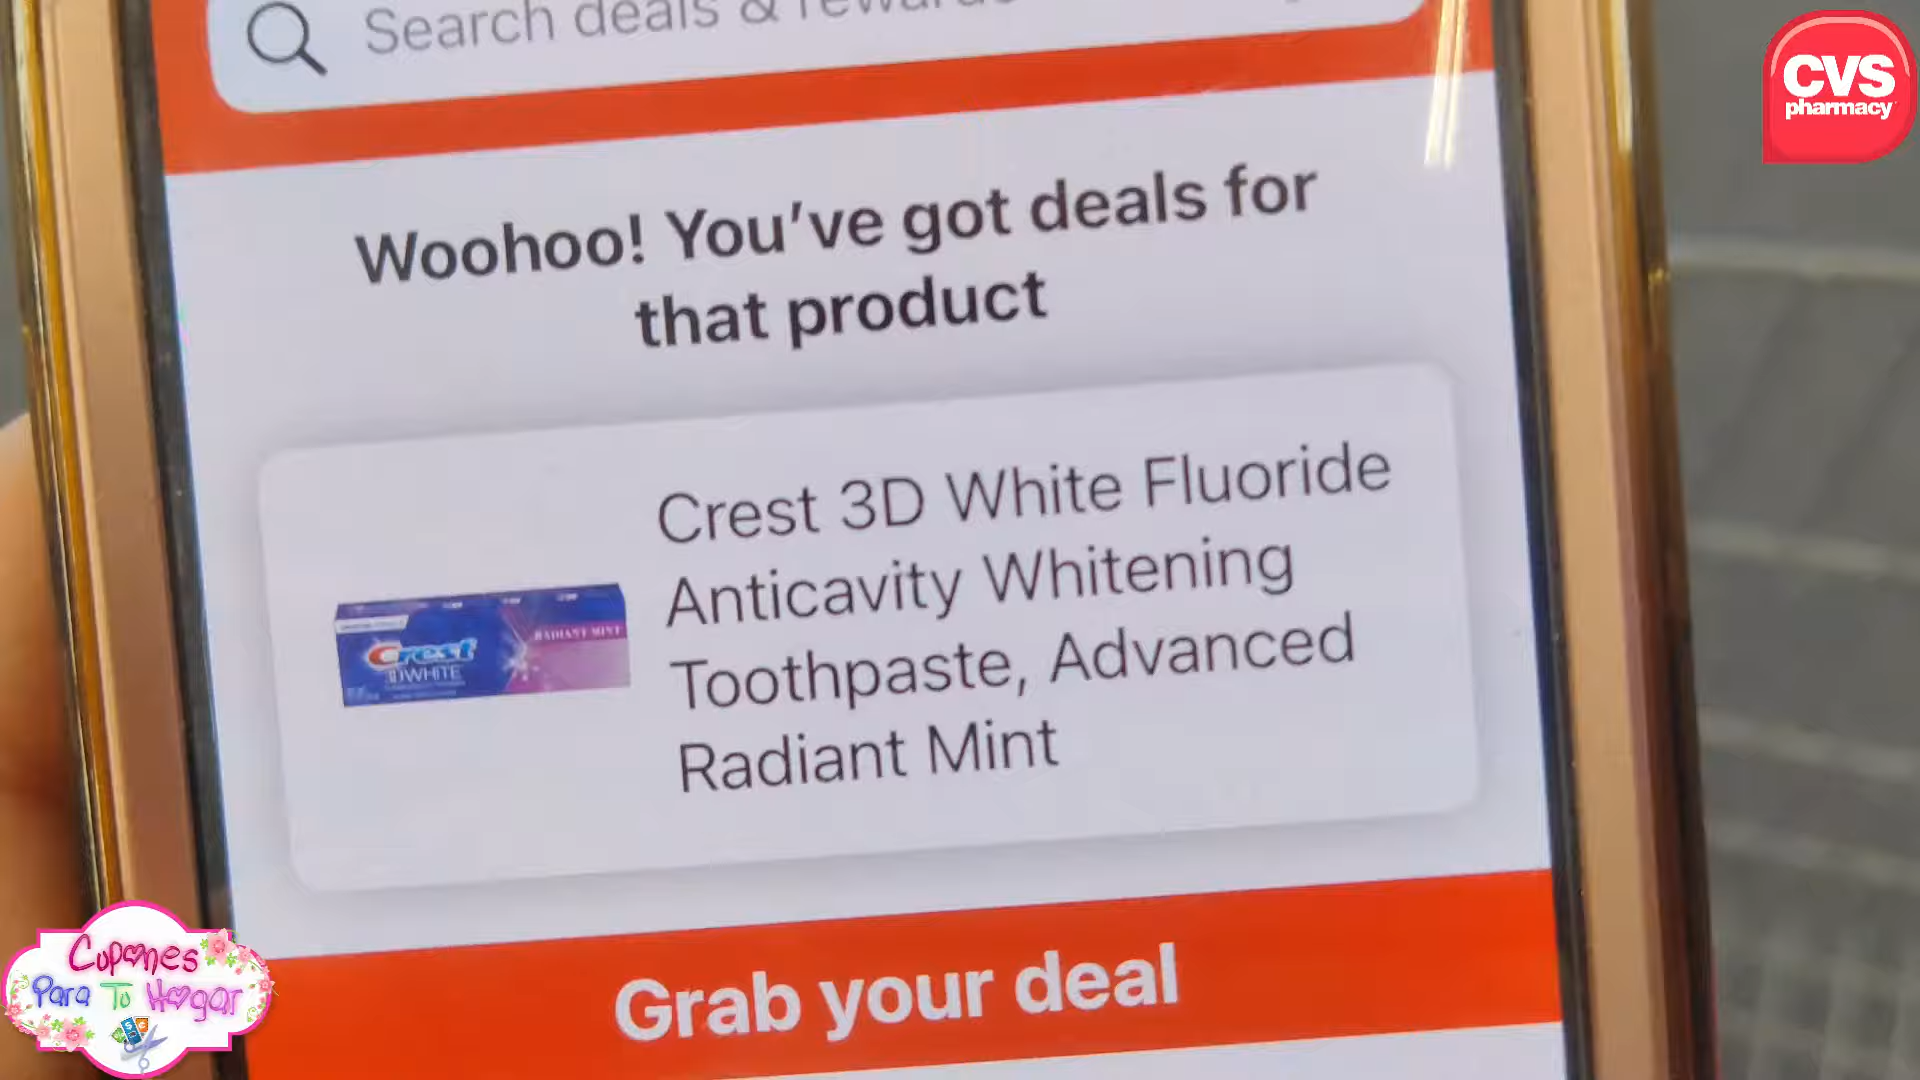 Search deals &
CVS
pharmacy
Woohoo! You've got deals for
that product
Crest 3D White Fluoride
Anticavity Whitening
Toothpaste, Advanced
Radiant Mint
RADIANT MINT
Crest
3DWHITE
Grab your deal
Cupones
Para Tu Hogar